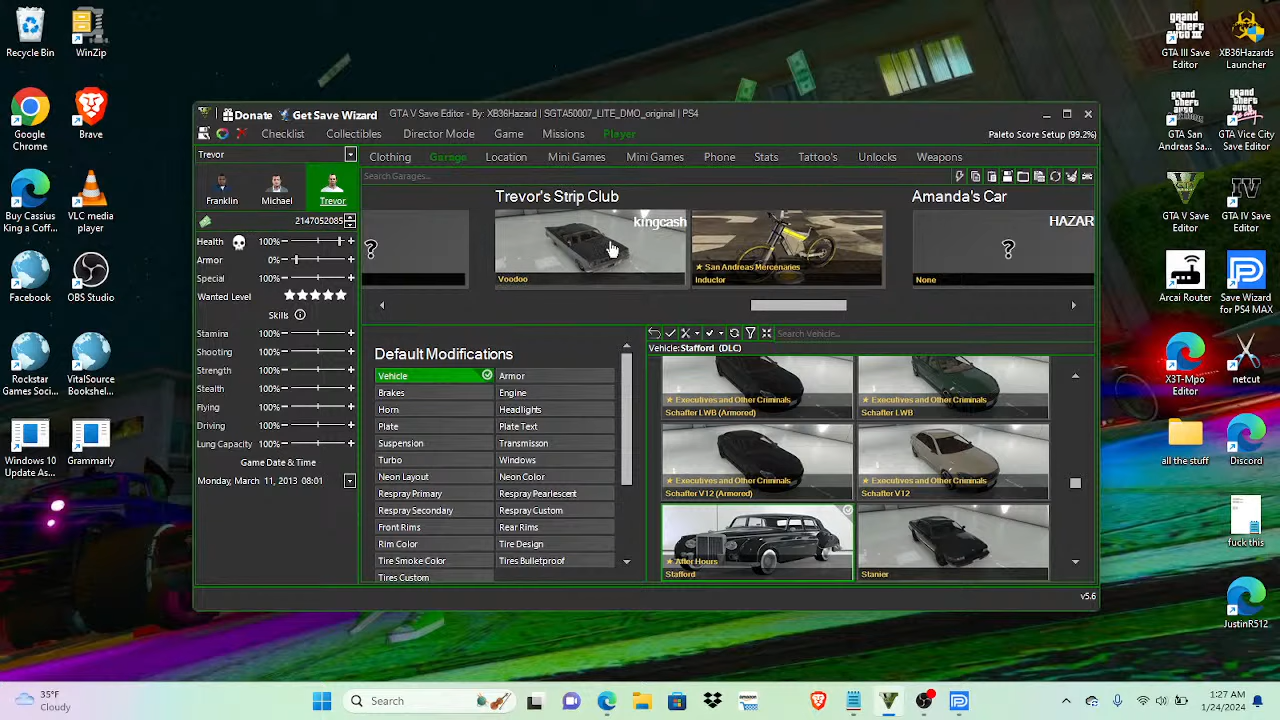 Recycle Bin
WinZip
Google Chrome
Brave
Buy Cassius King a Coff...
VLC media player
Facebook
OBS Studio
Rockstar Games Socia...
VitalSource Bookshel...
Windows 10 Update As...
Grammarly
GTA III Save Editor
XB36Hazards Launcher
GTA San Andreas Sa...
GTA Vice City Save Editor
GTA V Save Editor
GTA IV Save Editor
Arcai Router
Save Wizard for PS4 MAX
X3T-Mpo Editor
netcut
all the stuff
Discord
fuck this
JustinR512
Donate
Get Save Wizard
GTA V Save Editor - By: XB36Hazard | SGTA50007_LITE_DMO_original | PS4
Checklist
Collectibles
Director Mode
Game
Missions
Player
Paleto Score Setup (99.2%)
Trevor
Clothing
Garage
Location
Mini Games
Mini Games
Phone
Stats
Tattoo's
Unlocks
Weapons
Search Garages...
Franklin
Michael
Trevor
2147052085
Health 100%
Armor 0%
Special 100%
Wanted Level
Skills
Stamina 100%
Shooting 100%
Strength 100%
Stealth 100%
Flying 100%
Driving 100%
Lung Capacity 100%
Game Date & Time
Monday, March 11, 2013 08:01
Trevor's Strip Club
Amanda's Car
kingcash
Voodoo
San Andreas Mercenaries
Inductor
HAZAR
None
Default Modifications
Vehicle
Armor
Brakes
Engine
Horn
Headlights
Plate
Plate Text
Suspension
Transmisson
Turbo
Windows
Neon Layout
Neon Color
Respray Primary
Respray Pearlescent
Respray Secondary
Respray Custom
Front Rims
Rear Rims
Rim Color
Tire Design
Tire Smoke Color
Tires Bulletproof
Tires Custom
Search Vehicle...
Vehicle: Stafford (DLC)
Executives and Other Criminals
Schafter LWB (Armored)
Executives and Other Criminals
Schafter LWB
Executives and Other Criminals
Schafter V12 (Armored)
Executives and Other Criminals
Schafter V12
After Hours
Stafford
Stanier
v5.6
35°F
Cloudy
Search
1:27 AM
1/24/2024